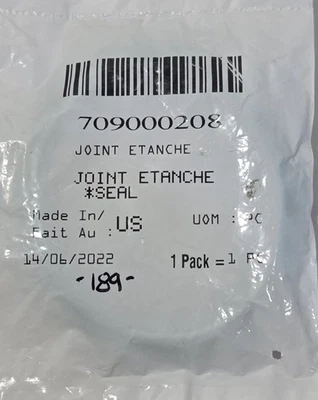 709000208
JOINT ETANCHE
JOINT ETANCHE
*SEAL
Made In/
Fait Au : US UOM : PC
14/06/2022 1 Pack = 1
-189-